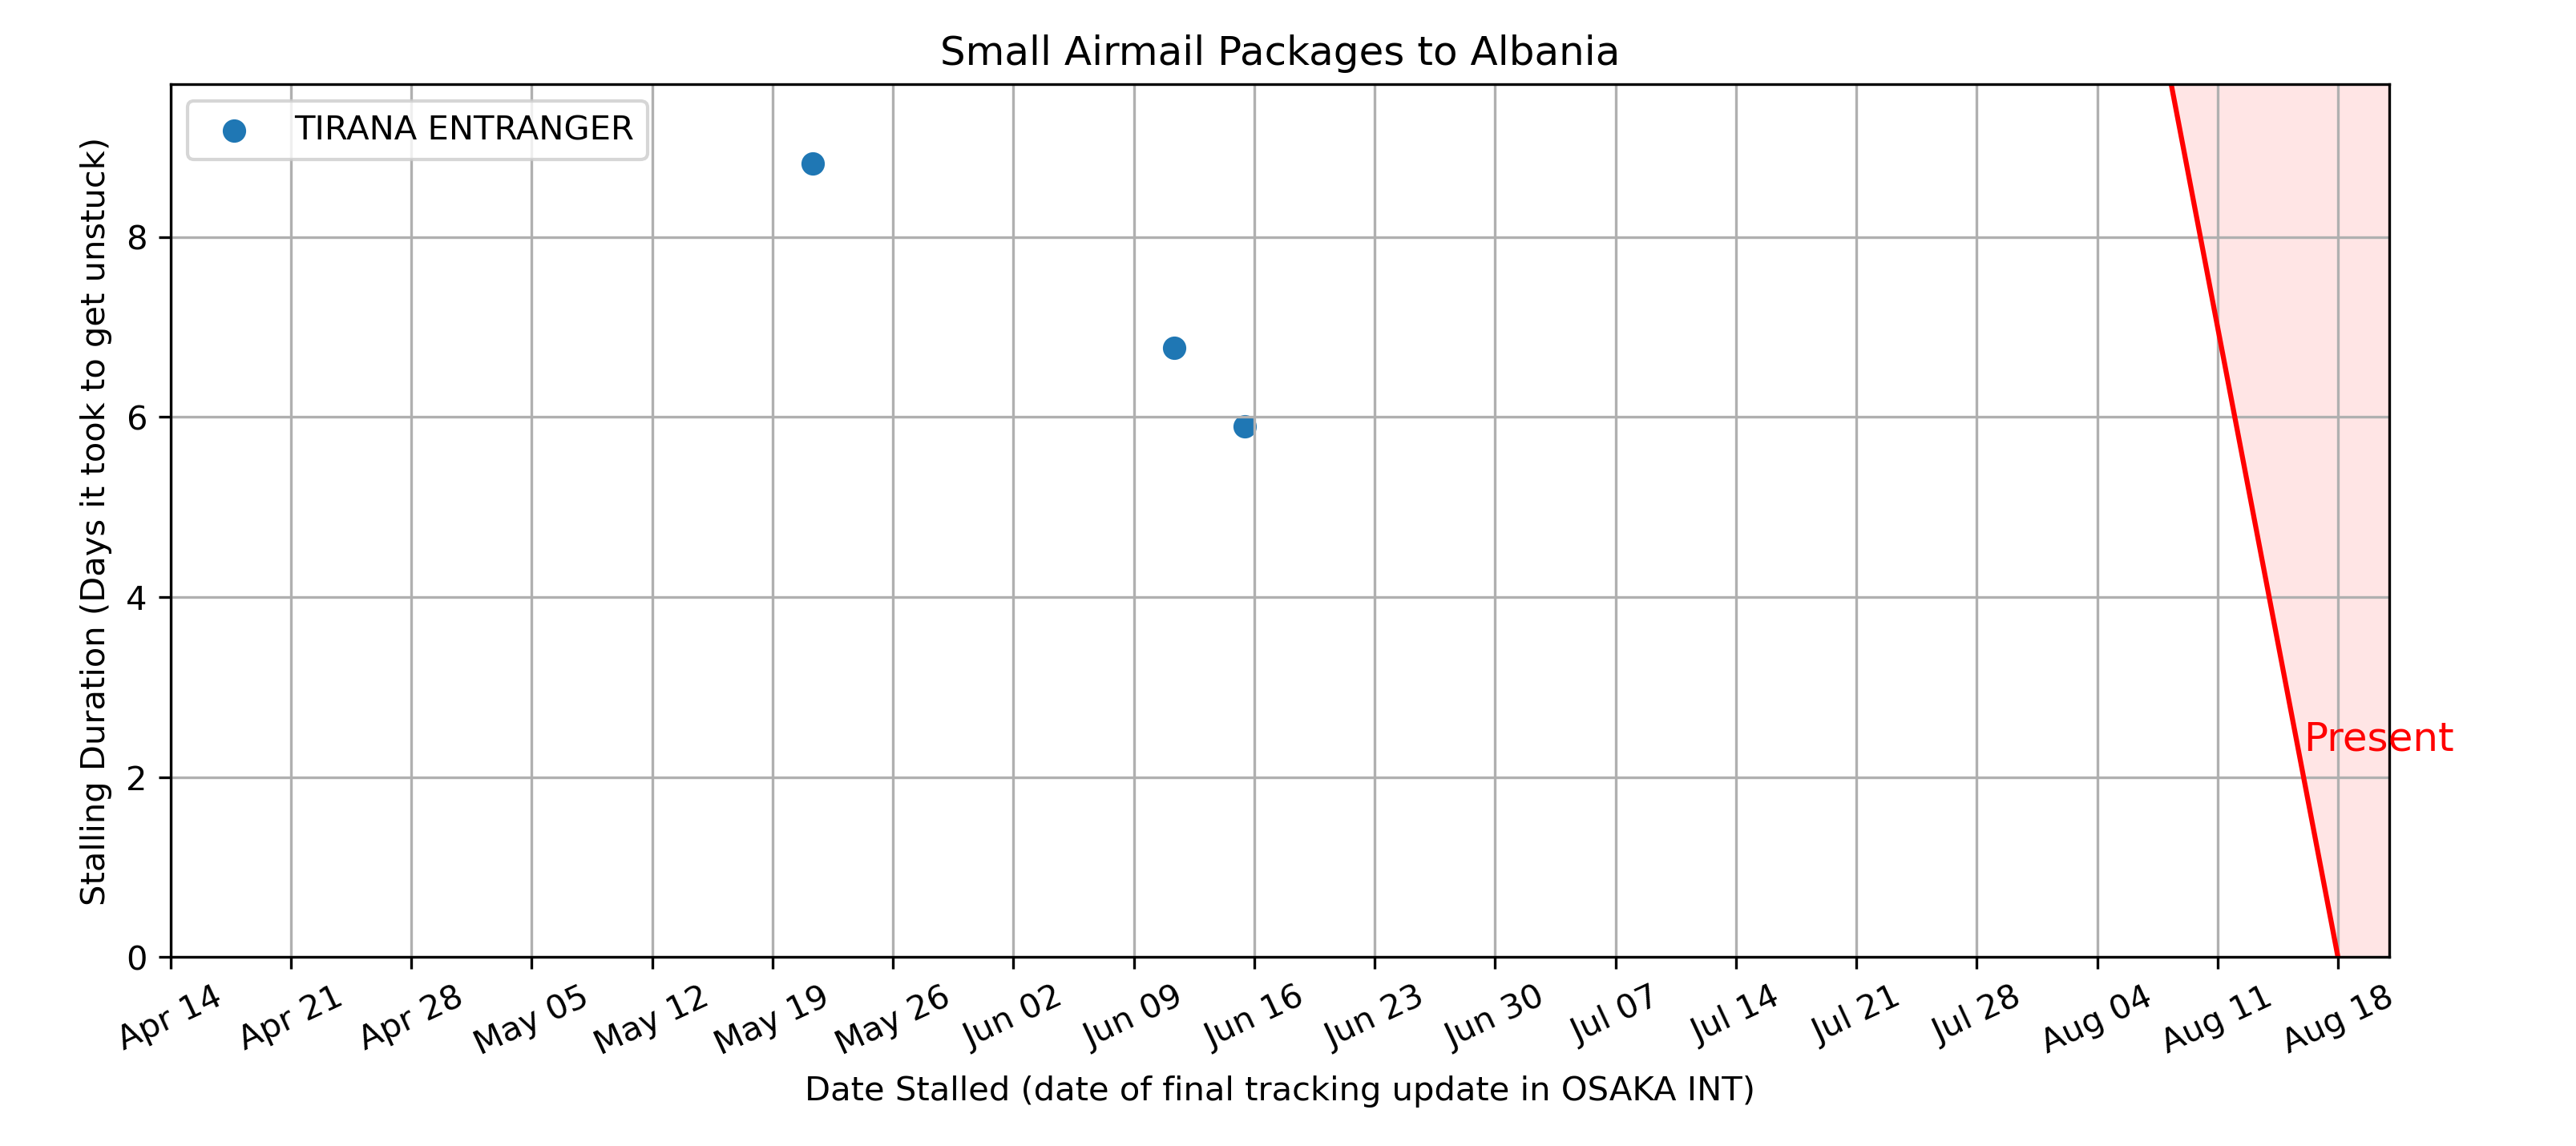 Small Airmail Packages to Albania
TIRANA ENTRANGER
Stalling Duration (Days it took to get unstuck)
8
6
4
2
0
Present
Apr 14
Apr 21
Apr 28
May 05
May 12
May 19
May 26
Jun 02
Jun 09
Jun 16
Jun 23
Jun 30
Jul 07
Jul 14
Jul 21
Jul 28
Aug 04
Aug 11
Aug 18
Date Stalled (date of final tracking update in OSAKA INT)